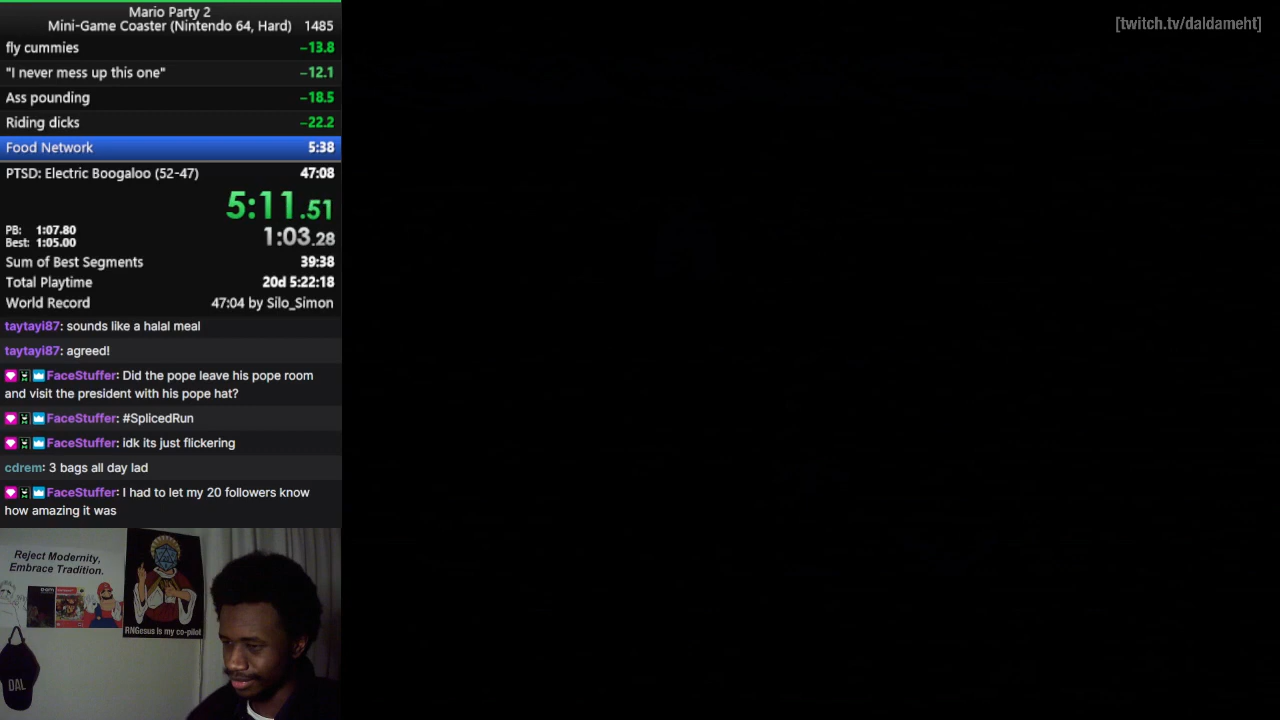 Mario Party 2
Mini-Game Coaster (Nintendo 64, Hard) 1485
fly cummies -13.8
"I never mess up this one" -12.1
Ass pounding -18.5
Riding dicks -22.2
Food Network 5:38
PTSD: Electric Boogaloo (52-47) 47:08
5:11.51
PB: 1:07.80
Best: 1:05.00
1:03.28
Sum of Best Segments 39:38
Total Playtime 20d 5:22:18
World Record 47:04 by Silo_Simon
taytayi87: sounds like a halal meal
taytayi87: agreed!
FaceStuffer: Did the pope leave his pope room
and visit the president with his pope hat?
FaceStuffer: #SplicedRun
FaceStuffer: idk its just flickering
cdrem: 3 bags all day lad
FaceStuffer: I had to let my 20 followers know
how amazing it was
Reject Modernity,
Embrace Tradition.
RNGesus is my co-pilot
DAL
[twitch.tv/daldameht]